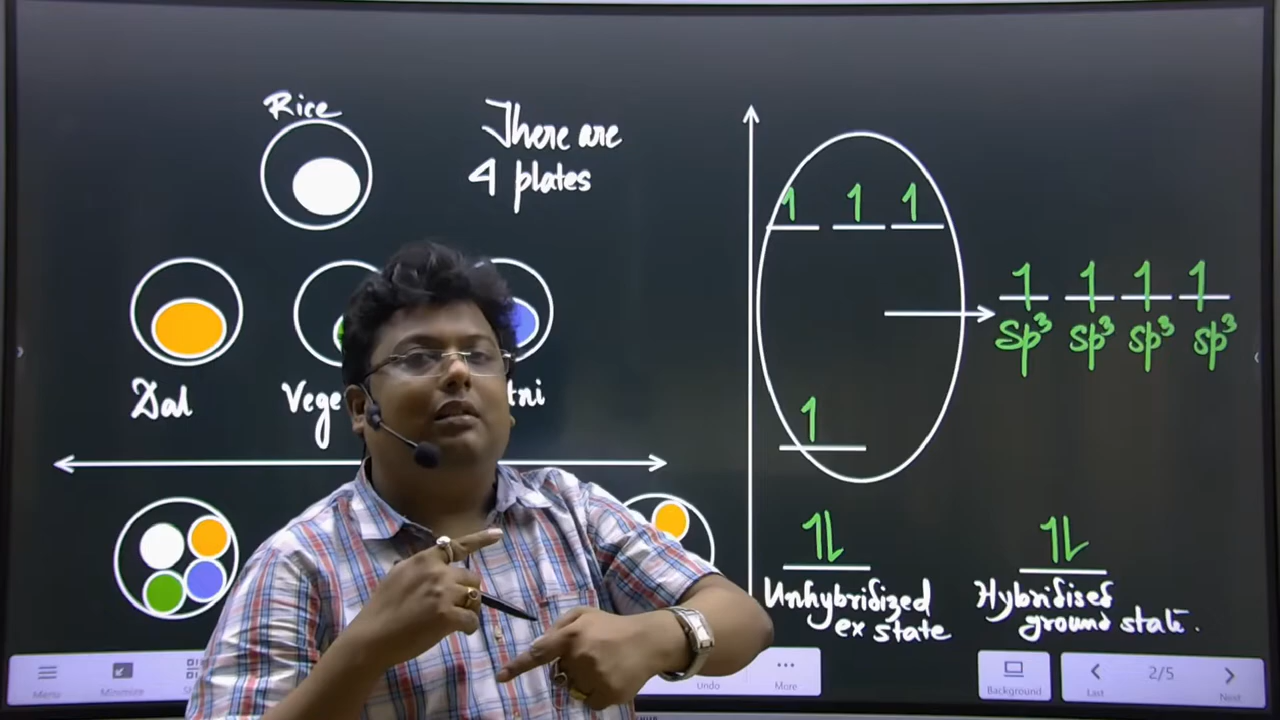 Rice
There are
4 plates
Dal
Vege
tni
1 1 1
1 1 1 1
sp³ sp³ sp³ sp³
1
1L
1L
Unhybridized
ex state
Hybridised
ground state.
Menu
Minimize
Undo
More
Background
Last
2/5
Next